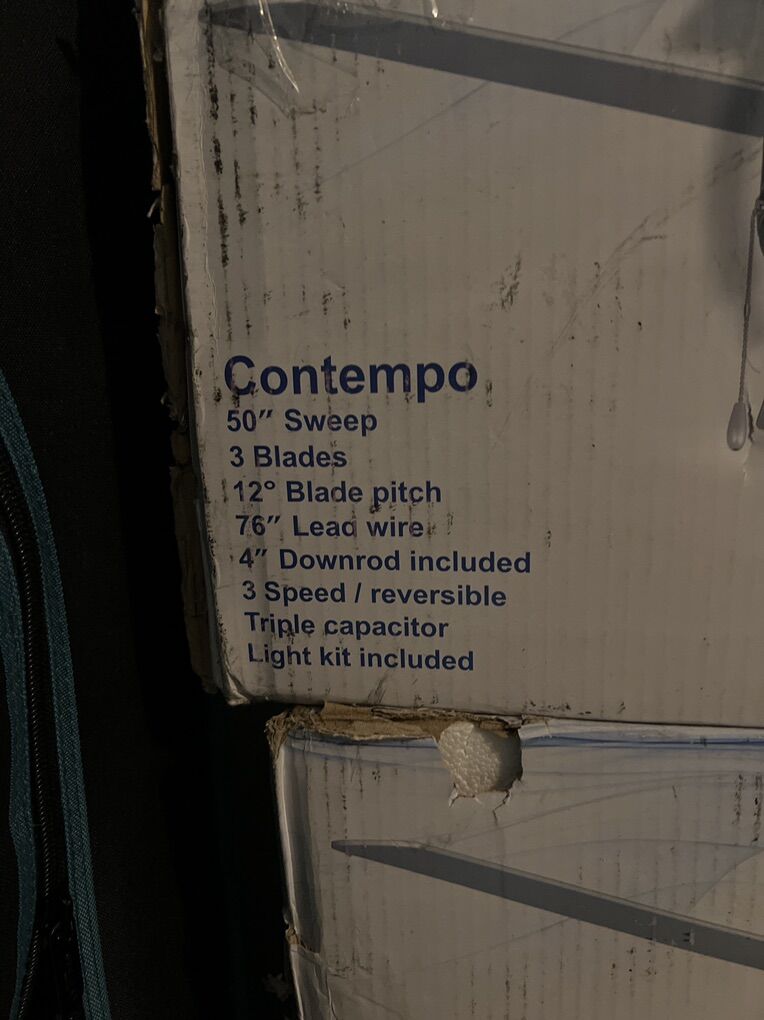 Contempo
50″ Sweep
3 Blades
12° Blade pitch
76″ Lead wire
4″ Downrod included
3 Speed / reversible
Triple capacitor
Light kit included